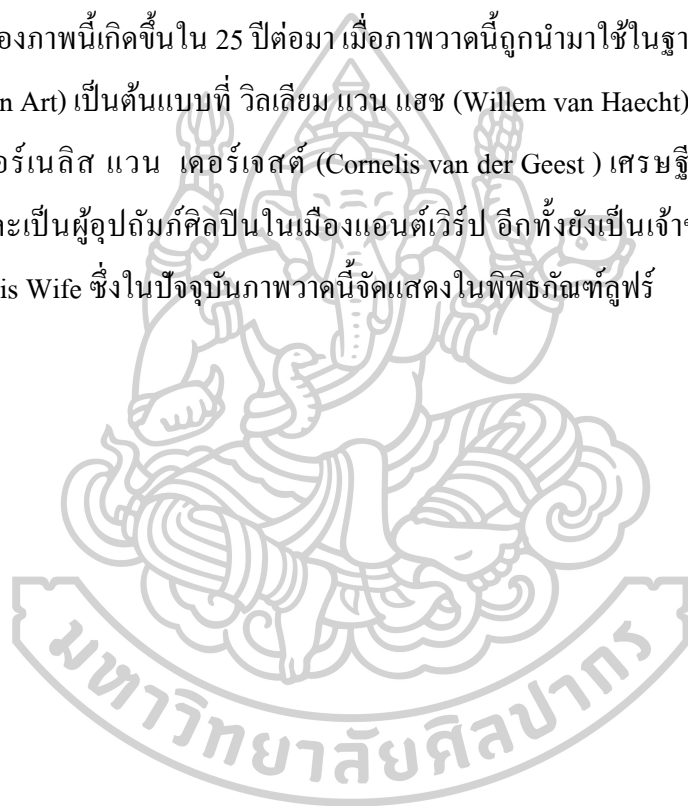 องภาพนี้เกิดขึ้นใน 25 ปีต่อมา เมื่อภาพวาดนี้ถูกนำมาใช้ในฐา
n Art) เป็นต้นแบบที่ วิลเลียม แวน แฮช (Willem van Haecht)
อร์เนลิส แวน เดอร์เจสต์ (Cornelis van der Geest ) เศรษฐี
ะเป็นผู้อุปถัมภ์ศิลปินในเมืองแอนต์เวิร์ป อีกทั้งยังเป็นเจ้าข
is Wife ซึ่งในปัจจุบันภาพวาดนี้จัดแสดงในพิพิธภัณฑ์ลูฟร์
มหาวิทยาลัยศิลปากร